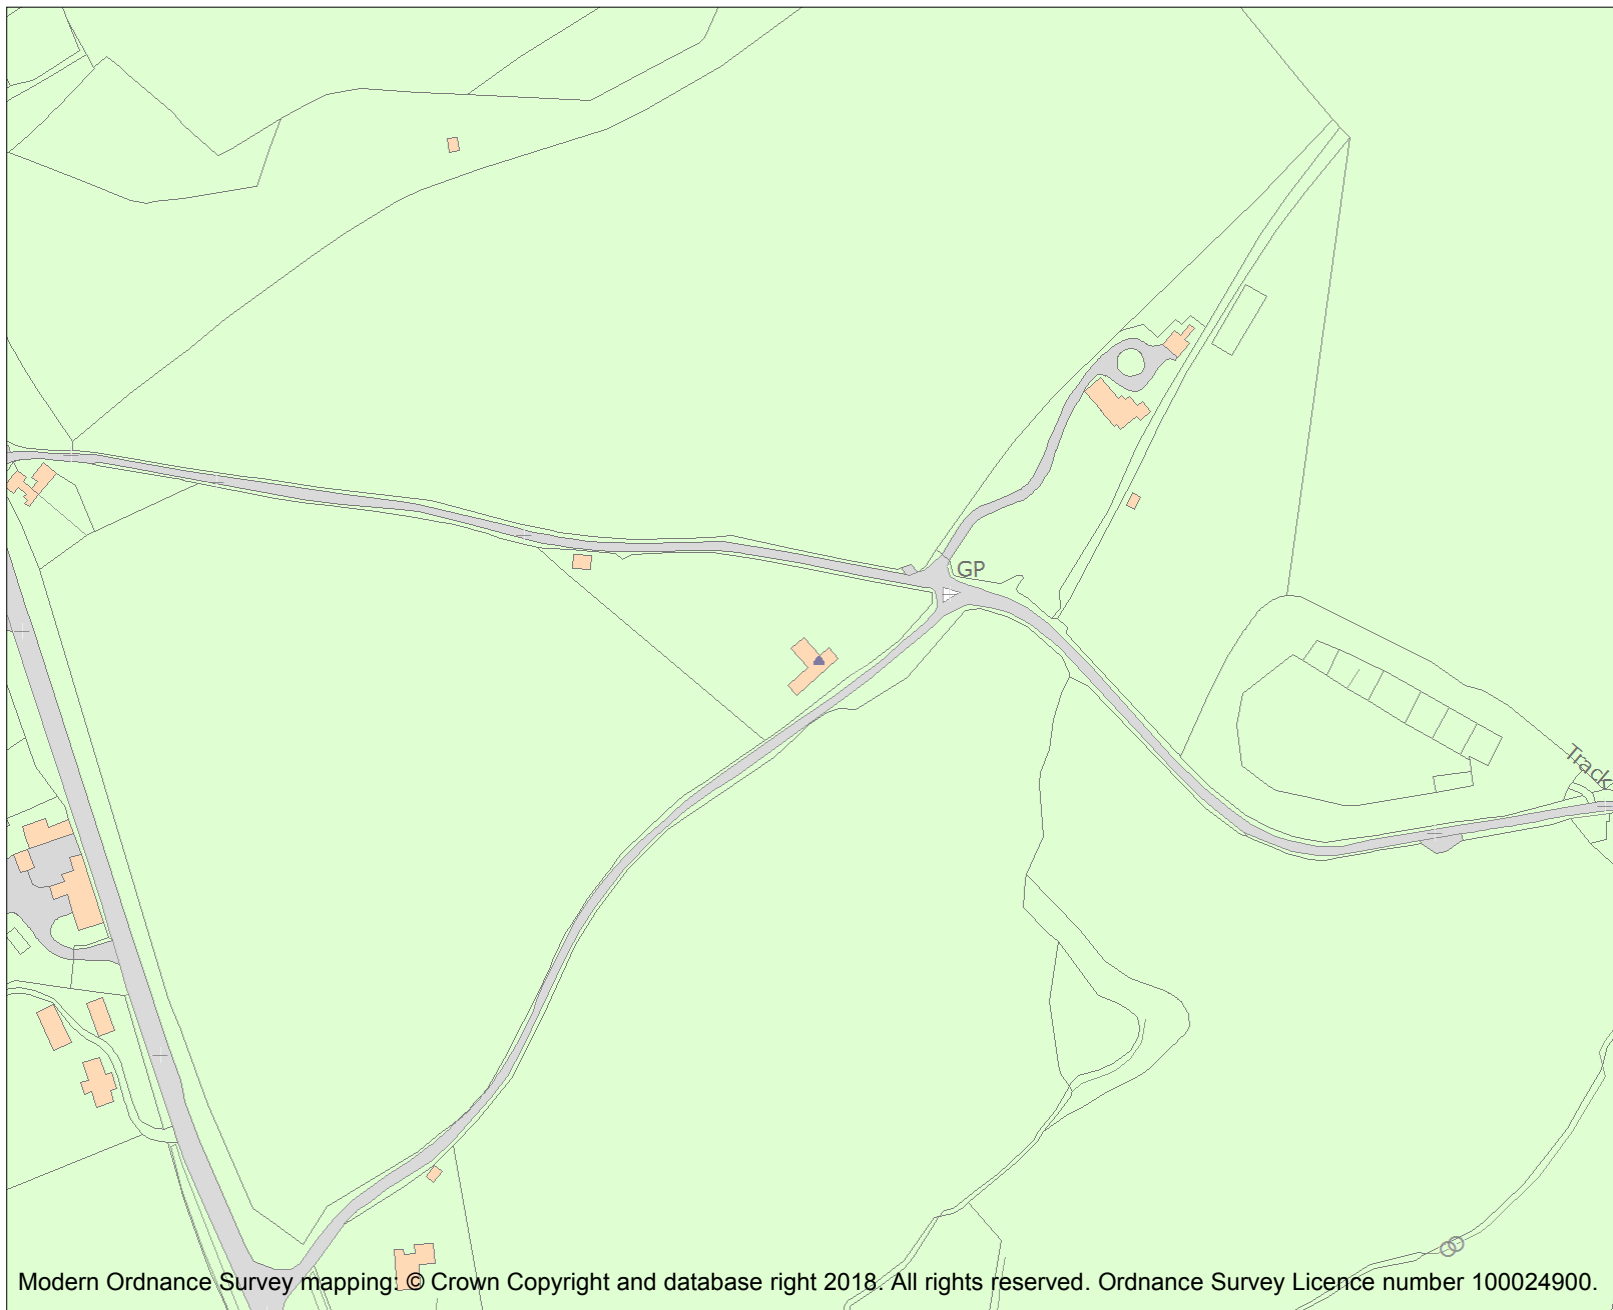 GP
Track
Modern Ordnance Survey mapping: © Crown Copyright and database right 2018. All rights reserved. Ordnance Survey Licence number 100024900.